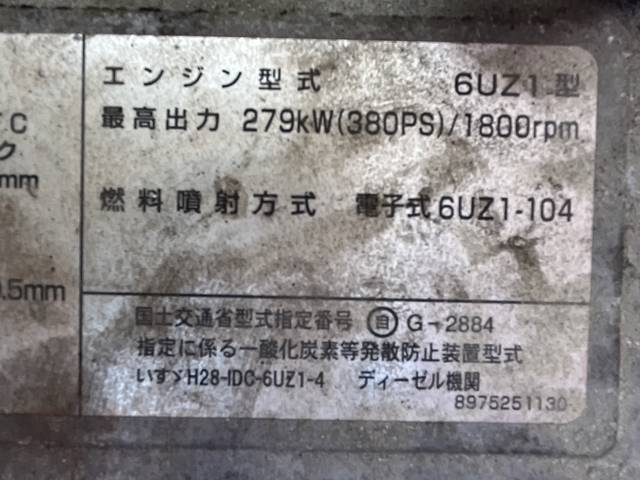 エンジン型式 6UZ1型
最高出力 279kW(380PS)/1800rpm
燃料噴射方式 電子式6UZ1-104
C
ク
mm
.5mm
国土交通省型式指定番号 自 G-2884
指定に係る一酸化炭素等発散防止装置型式
いすゞH28-IDC-6UZ1-4 ディーゼル機関
8975251130